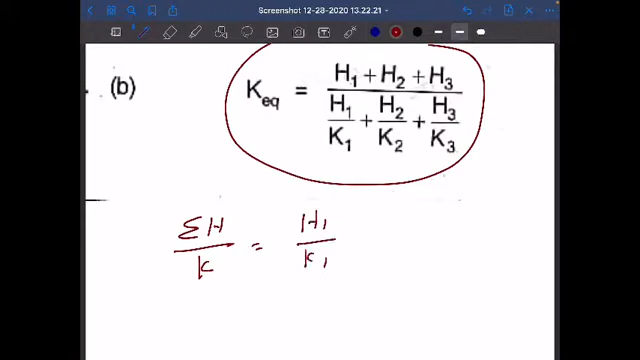 Screenshot 12-28-2020 13.22.21
(b) K_eq = (H_1 + H_2 + H_3) / (H_1/K_1 + H_2/K_2 + H_3/K_3)
ΣH/K = H_1/K_1